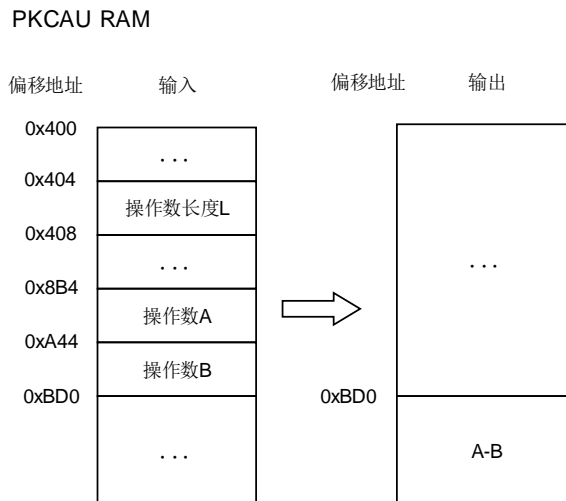 PKCAU RAM
偏移地址 输入 偏移地址 输出
0x400
...
0x404
操作数长度L
0x408
...
...
0x8B4
操作数A
0xA44
操作数B
0xBD0 0xBD0
...
A-B